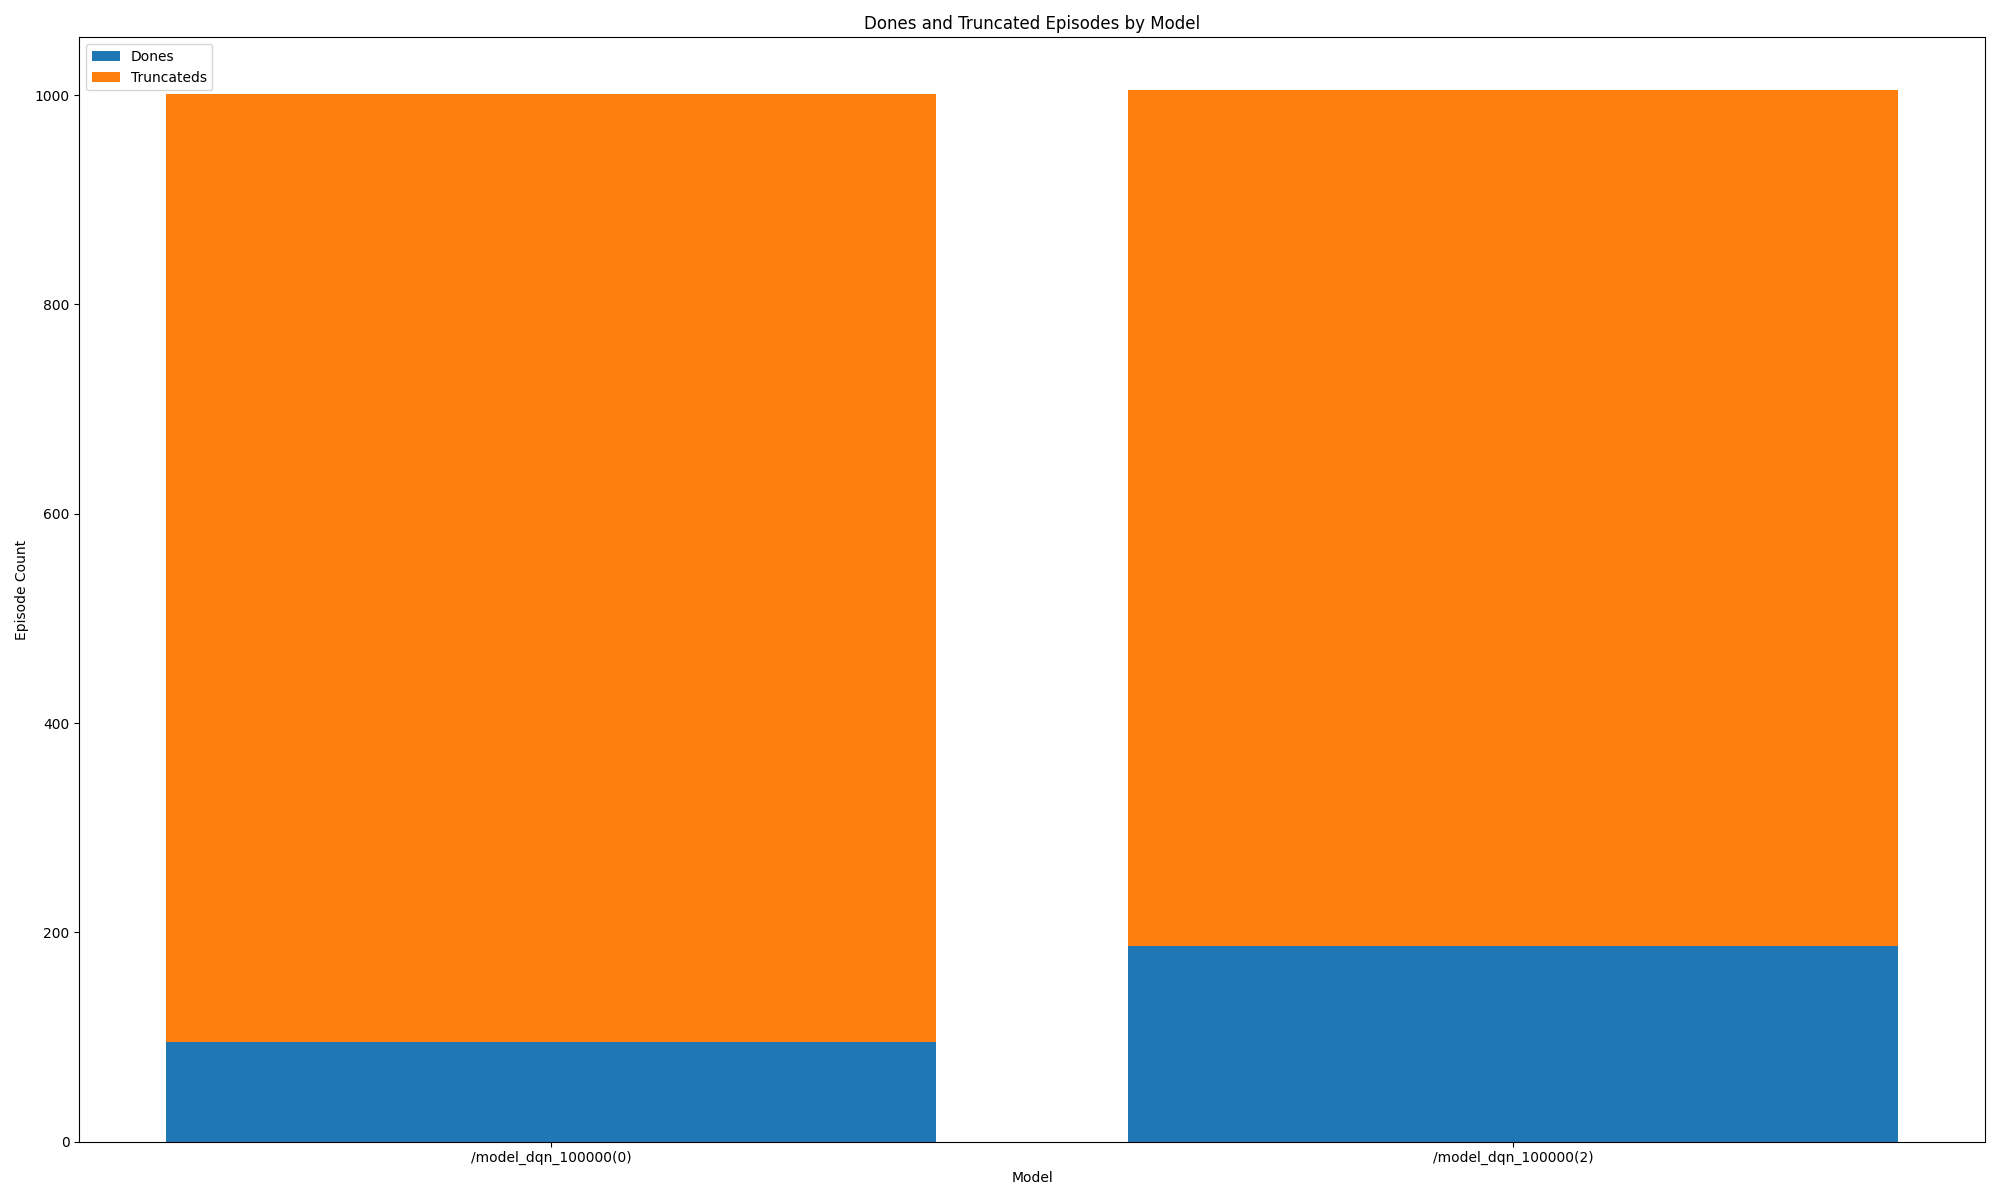 Dones and Truncated Episodes by Model
Dones
Truncateds
1000
800
600
400
200
0
Episode Count
/model_dqn_100000(0)
/model_dqn_100000(2)
Model